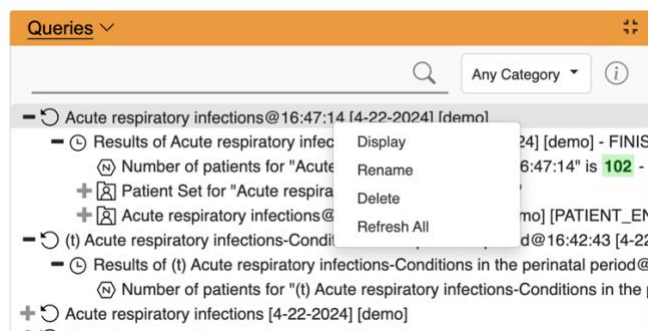 Queries
Any Category
Acute respiratory infections@16:47:14 [4-22-2024] [demo]
Results of Acute respiratory infec 24] [demo] - FINIS
Number of patients for "Acute 6:47:14" is 102 -
Patient Set for "Acute respira "
Acute respiratory infections@ mo] [PATIENT_EN
(t) Acute respiratory infections-Condit d@16:42:43 [4-22
Results of (t) Acute respiratory infections-Conditions in the perinatal period@
Number of patients for "(t) Acute respiratory infections-Conditions in the
Acute respiratory infections [4-22-2024] [demo]
Display
Rename
Delete
Refresh All